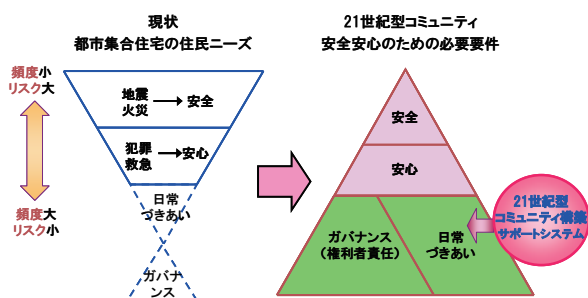 現状
都市集合住宅の住民ニーズ
頻度小
リスク大
頻度大
リスク小
地震
火災
安全
犯罪
救急
安心
日常
づきあい
ガバナ
ンス
21世紀型コミュニティ
安全安心のための必要要件
安全
安心
ガバナンス
(権利者責任)
日常
づきあい
21世紀型
コミュニティ構築
サポートシステム